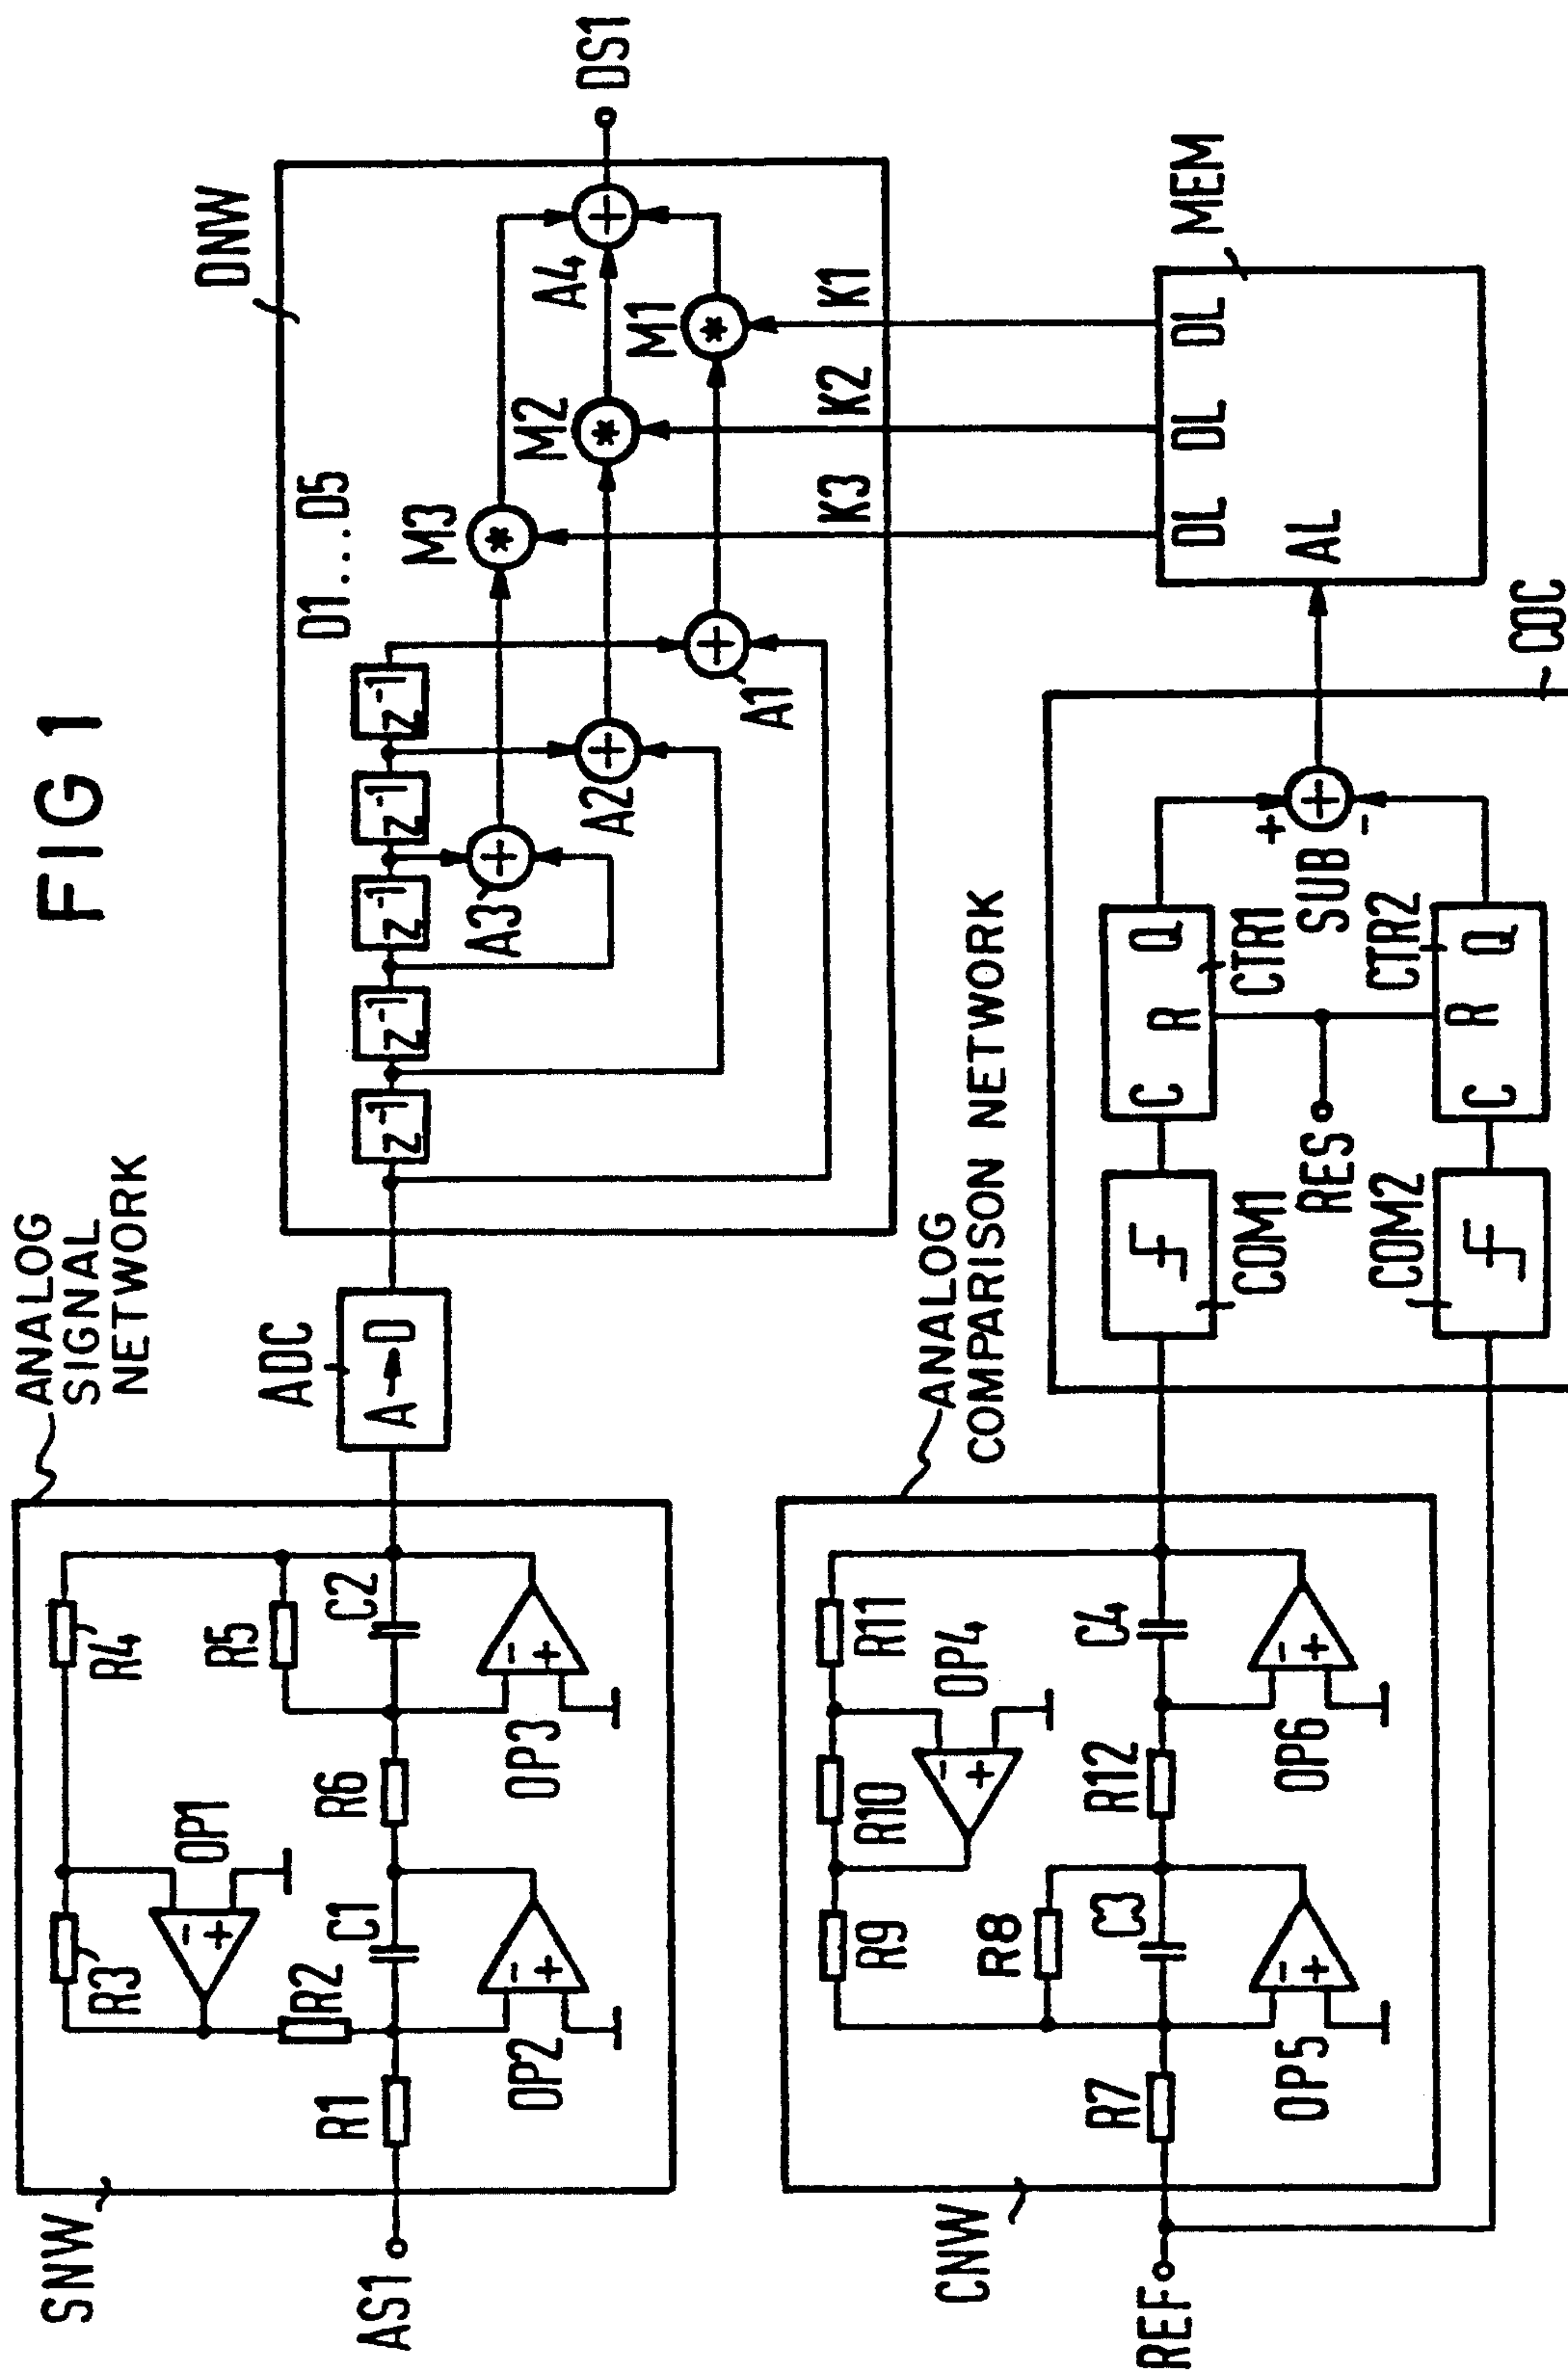 FIG 1
ANALOG
SIGNAL
NETWORK
SNW
AS1
R1
R2
R3
OP1
C1
OP2
R4
R5
R6
C2
OP3
-
+
-
+
-
+
ADC
A D
DNW
D1...D5
z-1
z-1
z-1
z-1
z-1
A3
A2
A1
+
+
+
M3
M2
M1
*
*
*
A4
+
DS1
K3
K2
K1
ANALOG
COMPARISON NETWORK
CNW
REF
R7
R8
R9
R10
R11
OP4
C3
OP5
R12
C4
OP6
-
+
-
+
-
+
COM1
COM2
C R Q
C R Q
RES
CTR1
CTR2
SUB
+
+
-
COC
AL
DL DL DL
MEM